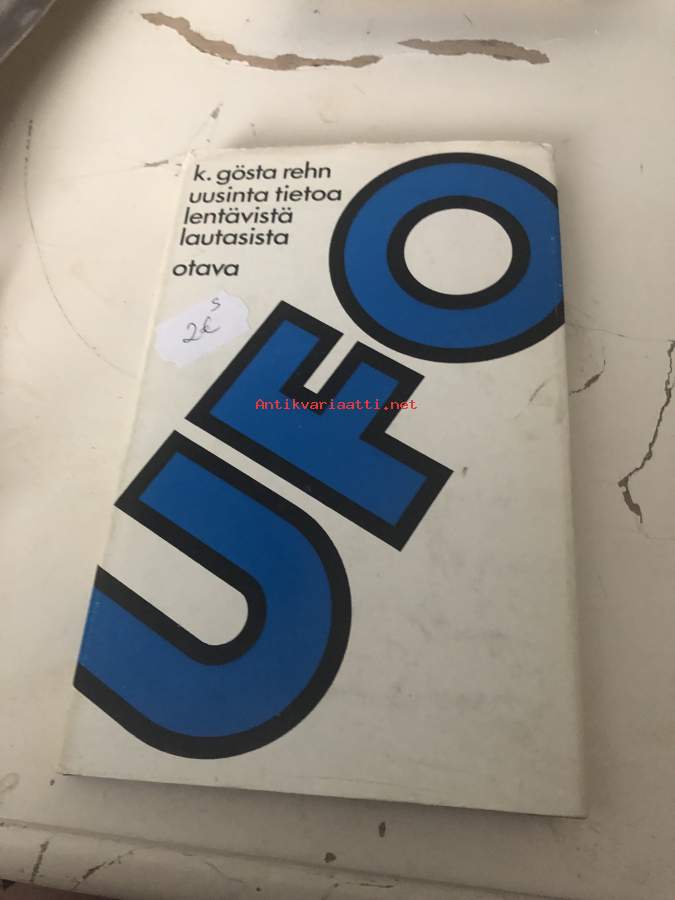 k. gösta rehn
uusinta tietoa
lentävistä
lautasista
otava
2€ s
UFO
Antikvariaatti.net